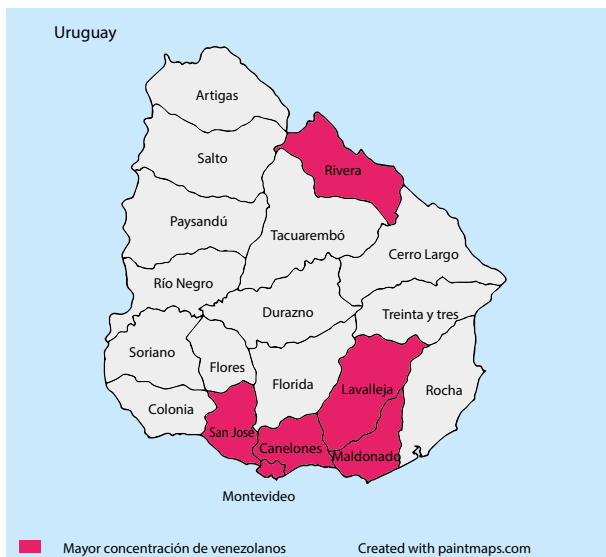 Uruguay
Artigas
Salto
Rivera
Paysandú
Tacuarembó
Cerro Largo
Río Negro
Durazno
Treinta y tres
Soriano
Flores
Florida
Lavalleja
Rocha
Colonia
San José
Canelones
Maldonado
Montevideo
Mayor concentración de venezolanos
Created with paintmaps.com